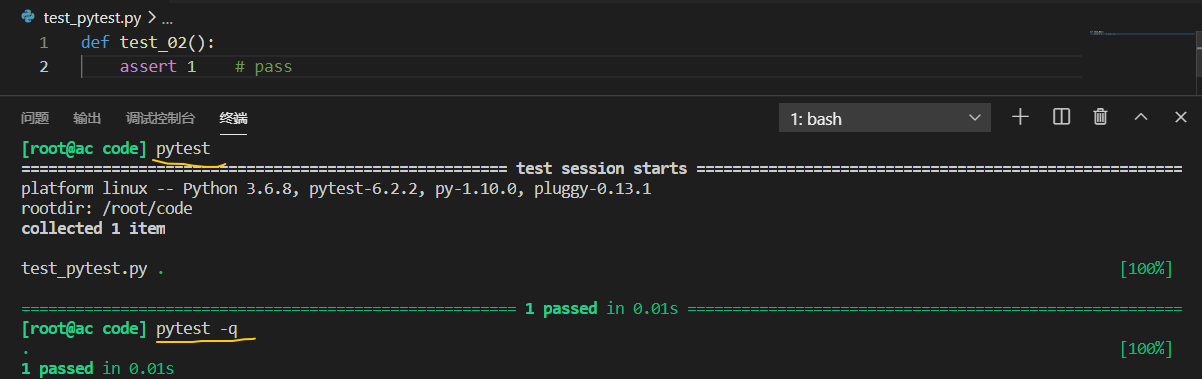 test_pytest.py > ...
1 def test_02():
2 assert 1 # pass
问题 输出 调试控制台 终端 1: bash
[root@ac code] pytest
============================================== test session starts ==============================================
platform linux -- Python 3.6.8, pytest-6.2.2, py-1.10.0, pluggy-0.13.1
rootdir: /root/code
collected 1 item
test_pytest.py . [100%]
=============================================== 1 passed in 0.01s ===============================================
[root@ac code] pytest -q
. [100%]
1 passed in 0.01s